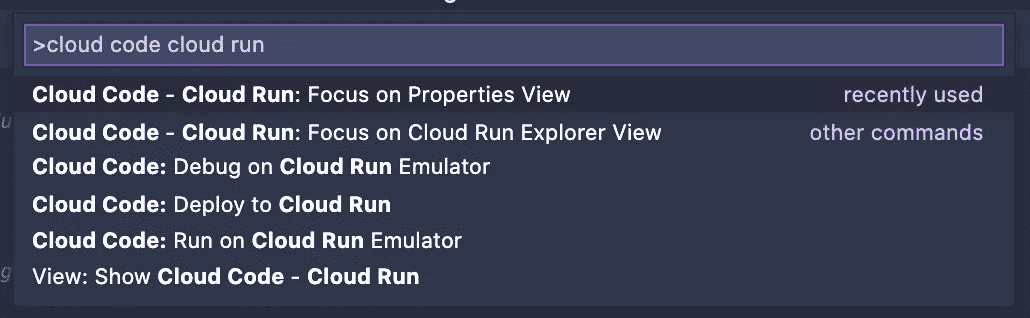 >cloud code cloud run
Cloud Code - Cloud Run: Focus on Properties View recently used
Cloud Code - Cloud Run: Focus on Cloud Run Explorer View other commands
Cloud Code: Debug on Cloud Run Emulator
Cloud Code: Deploy to Cloud Run
Cloud Code: Run on Cloud Run Emulator
View: Show Cloud Code - Cloud Run